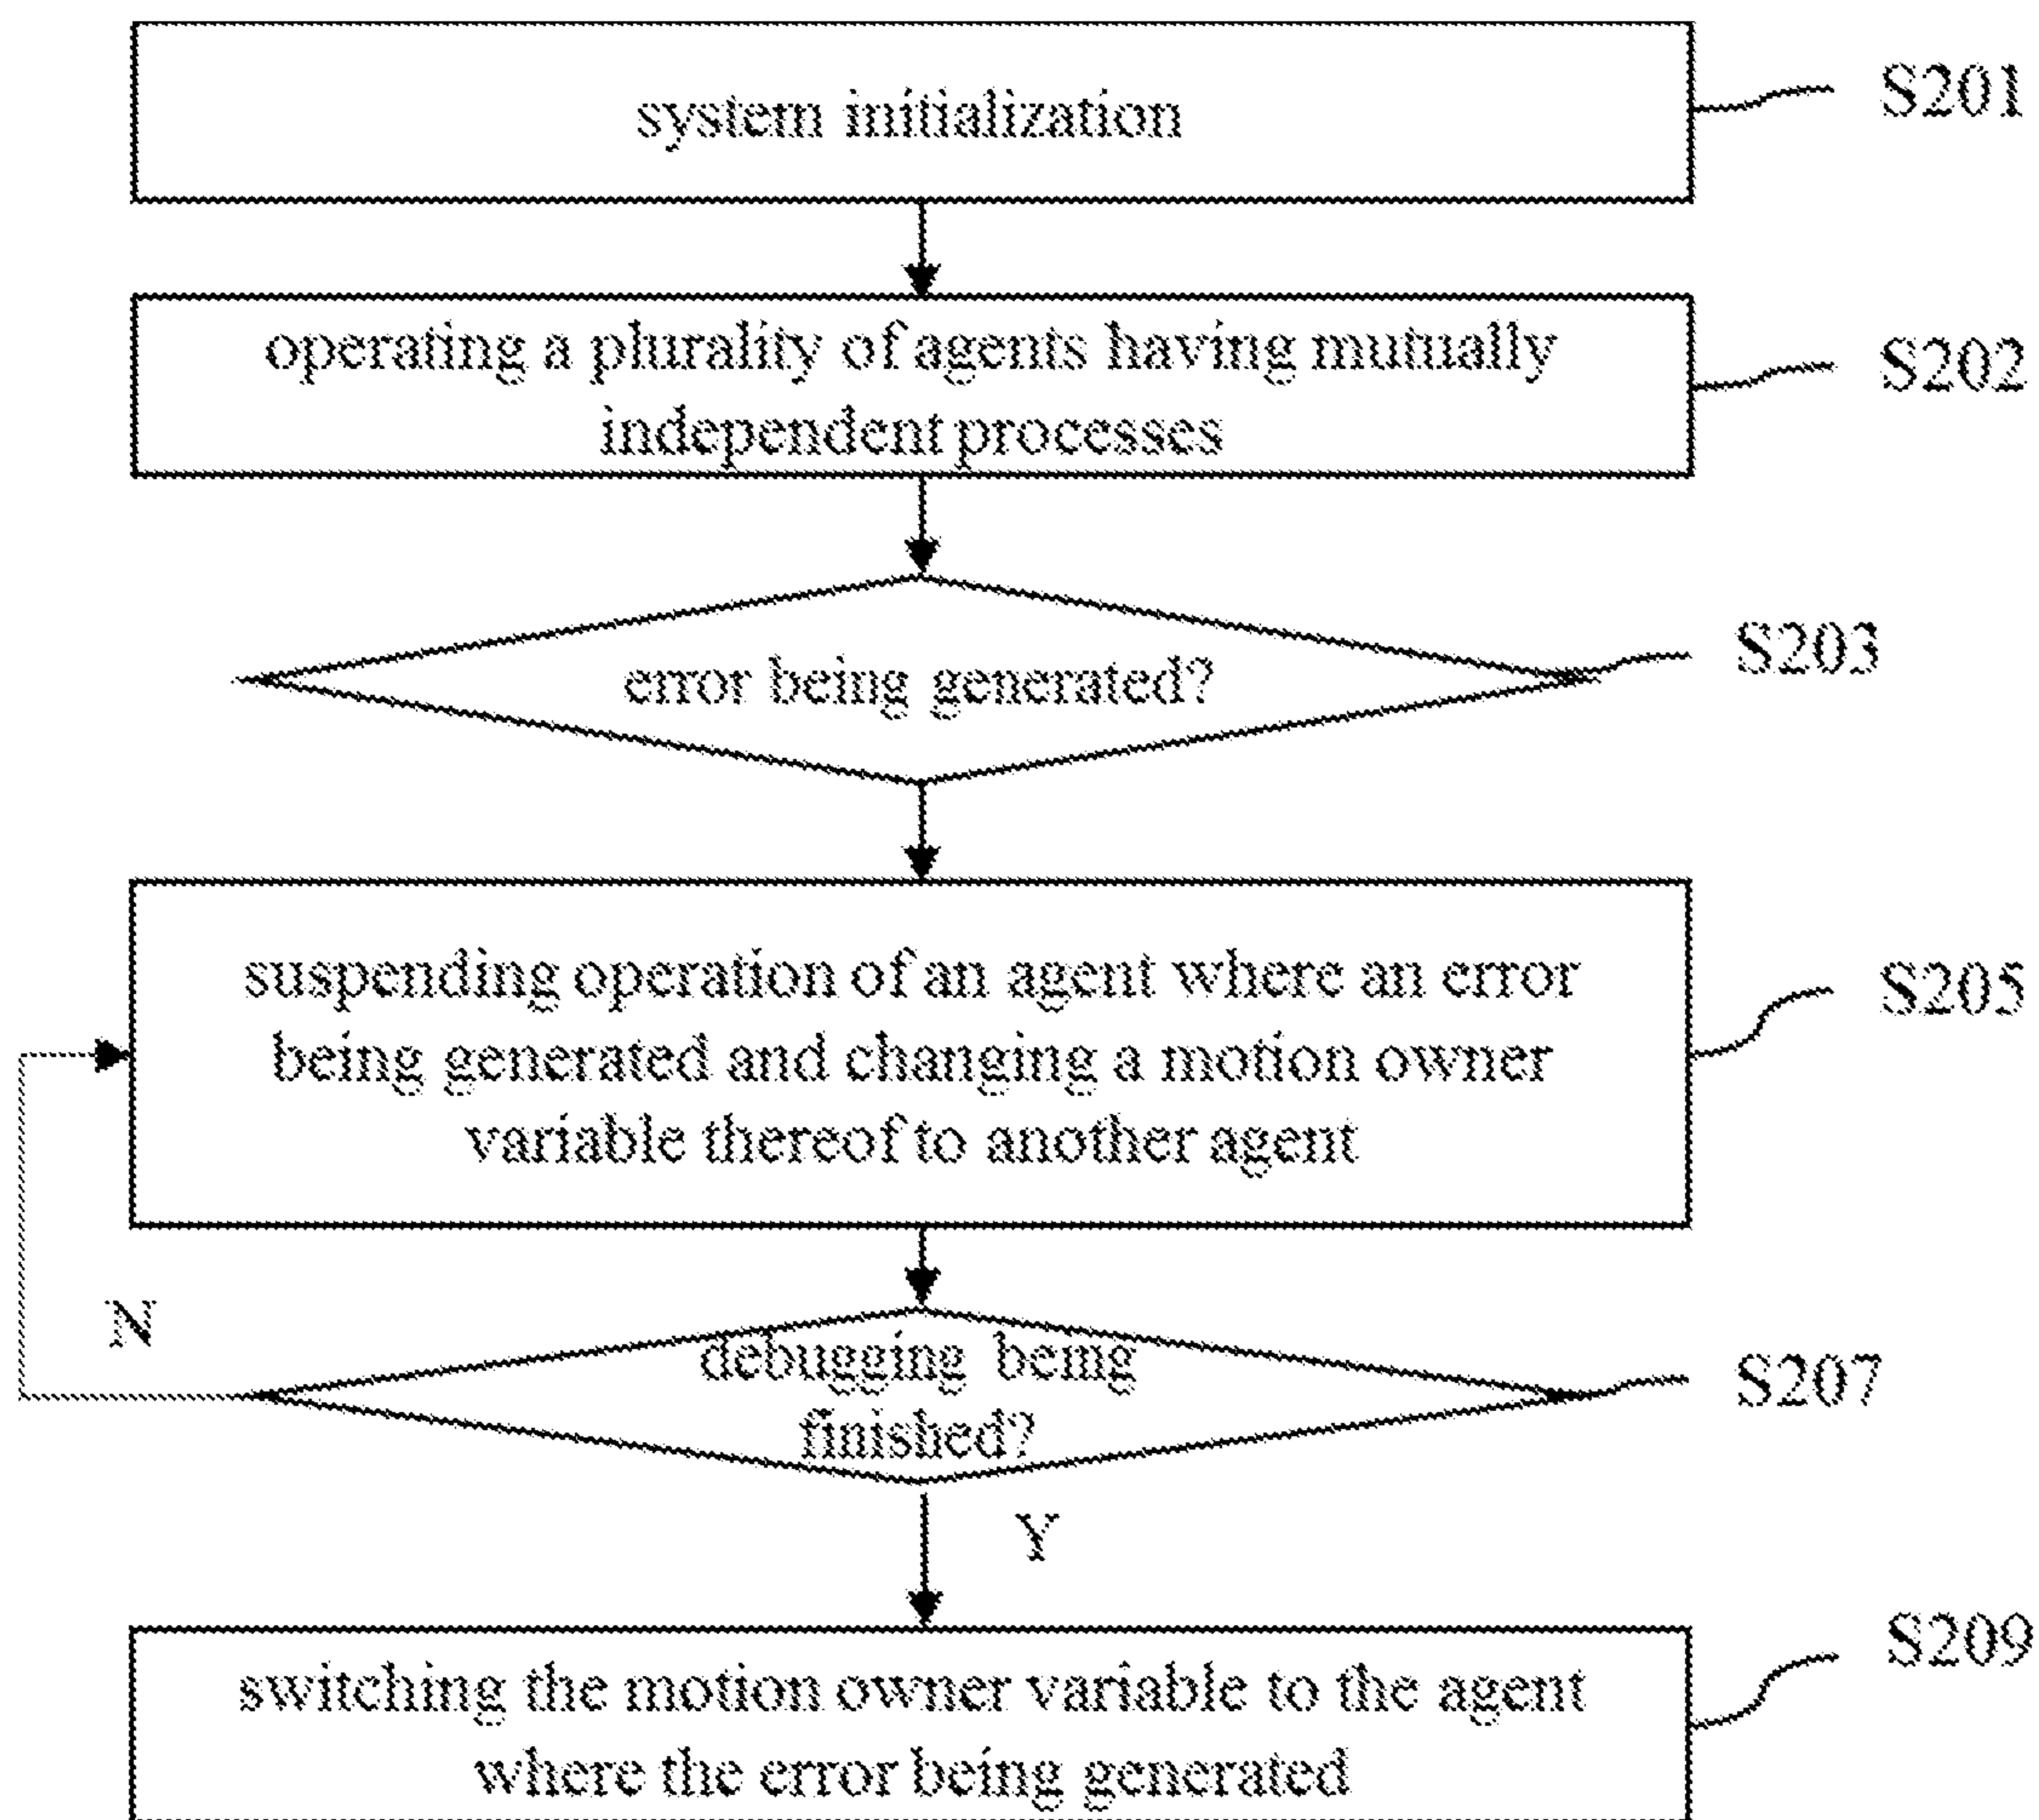 system initialization
S201
operating a plurality of agents having mutually
independent processes
S202
error being generated?
S203
suspending operation of an agent where an error
being generated and changing a motion owner
variable thereof to another agent
S205
N
debugging being
finished?
S207
Y
switching the motion owner variable to the agent
where the error being generated
S209